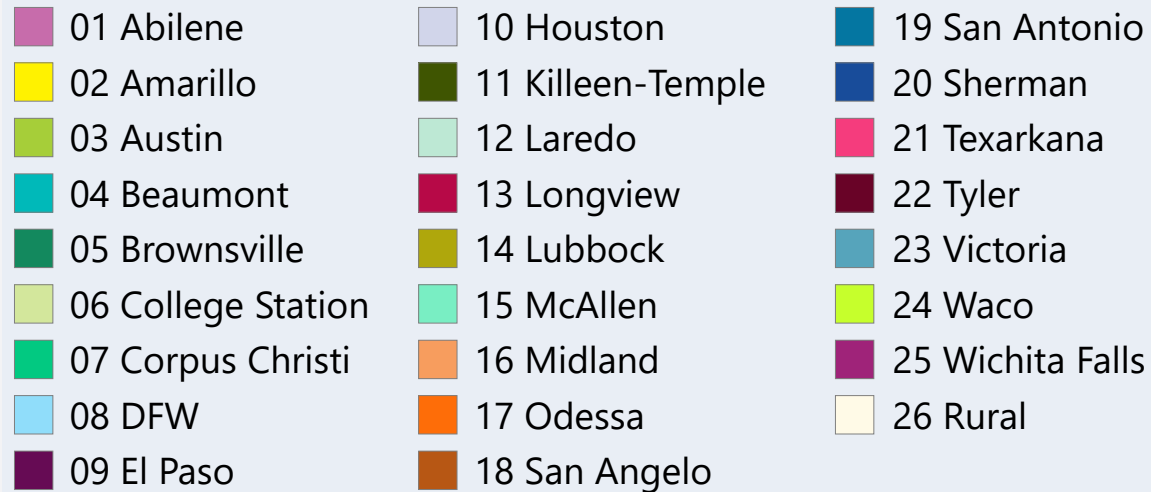 01 Abilene
02 Amarillo
03 Austin
04 Beaumont
05 Brownsville
06 College Station
07 Corpus Christi
08 DFW
09 El Paso
10 Houston
11 Killeen-Temple
12 Laredo
13 Longview
14 Lubbock
15 McAllen
16 Midland
17 Odessa
18 San Angelo
19 San Antonio
20 Sherman
21 Texarkana
22 Tyler
23 Victoria
24 Waco
25 Wichita Falls
26 Rural